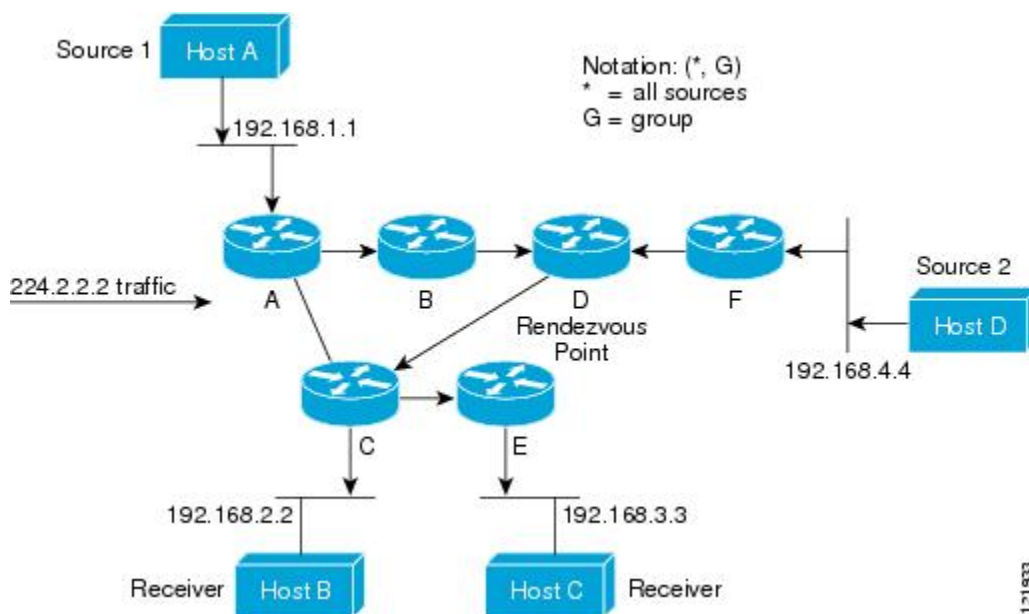 Source 1
Host A
Notation: (*, G)
* = all sources
G = group
192.168.1.1
224.2.2.2 traffic
A
B
D
F
Rendezvous
Point
Source 2
Host D
192.168.4.4
C
E
192.168.2.2
192.168.3.3
Receiver
Host B
Host C
Receiver
121933